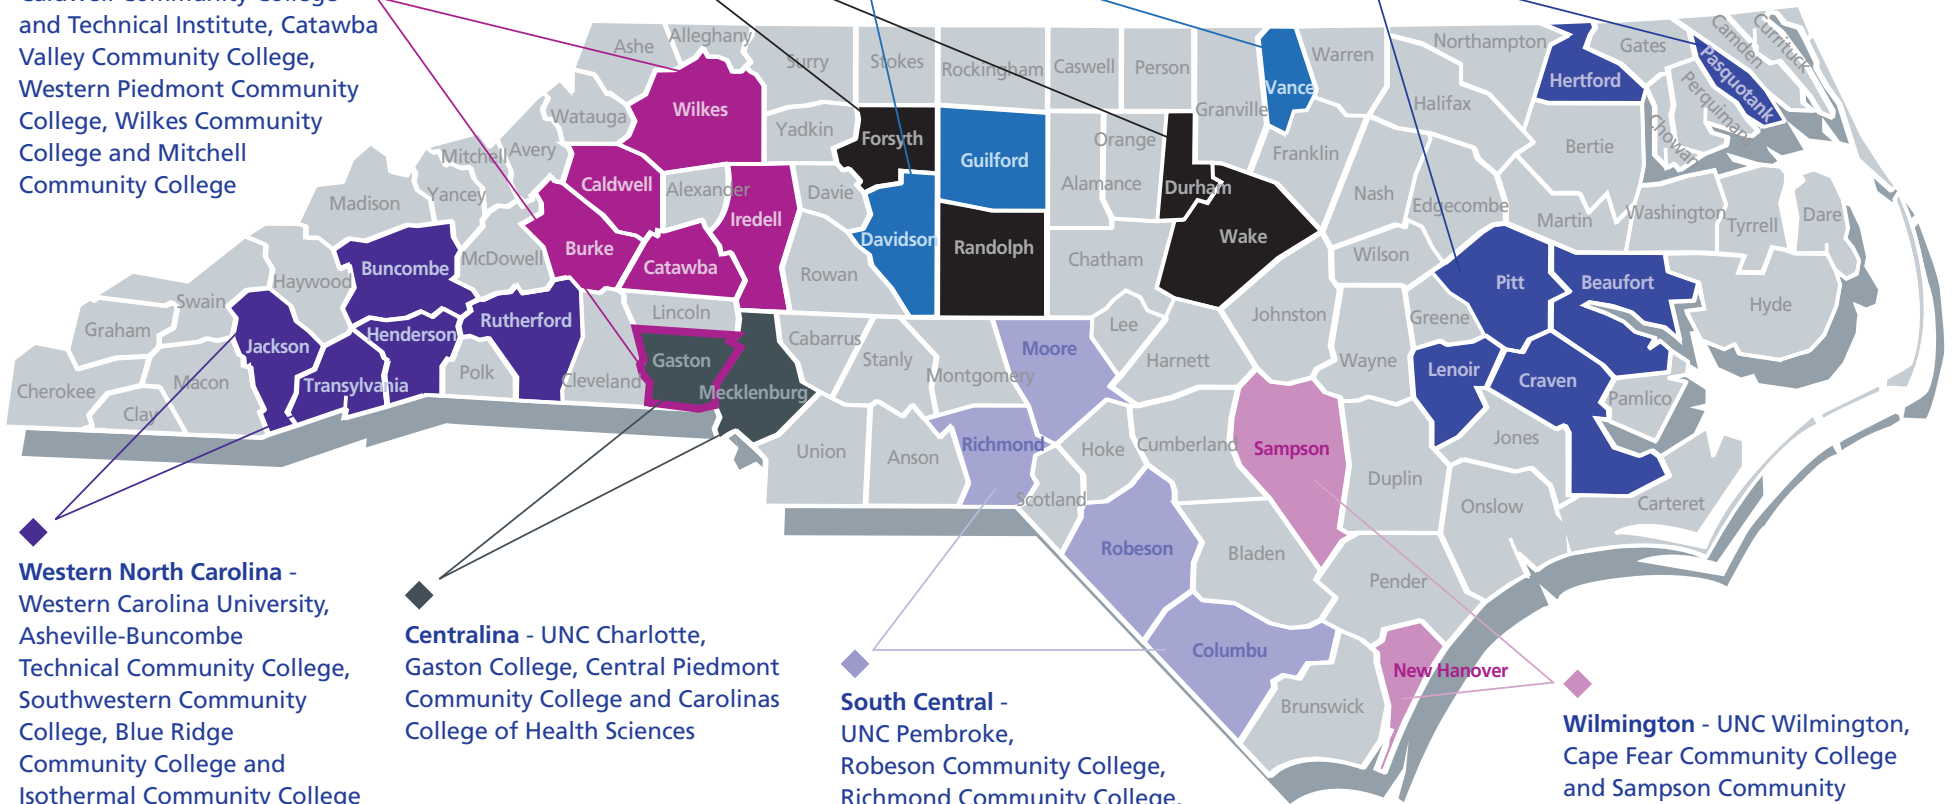 Caldwell Community College
and Technical Institute, Catawba
Valley Community College,
Western Piedmont Community
College, Wilkes Community
College and Mitchell
Community College
Ashe
Alleghany
Surry
Stokes
Rockingham
Caswell
Person
Granville
Vance
Warren
Northampton
Hertford
Gates
Camden
Currituck
Pasquotank
Perquimans
Chowan
Halifax
Bertie
Watauga
Wilkes
Yadkin
Forsyth
Guilford
Orange
Alamance
Durham
Franklin
Nash
Edgecombe
Martin
Washington
Tyrrell
Dare
Mitchell
Avery
Yancey
Madison
Caldwell
Alexander
Iredell
Davie
Davidson
Randolph
Chatham
Wake
Wilson
Pitt
Beaufort
Hyde
Buncombe
McDowell
Burke
Catawba
Rowan
Haywood
Swain
Graham
Jackson
Henderson
Rutherford
Lincoln
Cabarrus
Stanly
Montgomery
Moore
Lee
Harnett
Johnston
Greene
Wayne
Lenoir
Craven
Pamlico
Cherokee
Clay
Macon
Transylvania
Polk
Cleveland
Gaston
Mecklenburg
Union
Anson
Richmond
Scotland
Hoke
Cumberland
Sampson
Duplin
Jones
Onslow
Carteret
Robeson
Bladen
Pender
Columbu
Brunswick
New Hanover
Western North Carolina -
Western Carolina University,
Asheville-Buncombe
Technical Community College,
Southwestern Community
College, Blue Ridge
Community College and
Isothermal Community College
Centralina - UNC Charlotte,
Gaston College, Central Piedmont
Community College and Carolinas
College of Health Sciences
South Central -
UNC Pembroke,
Robeson Community College,
Richmond Community College,
Wilmington - UNC Wilmington,
Cape Fear Community College
and Sampson Community